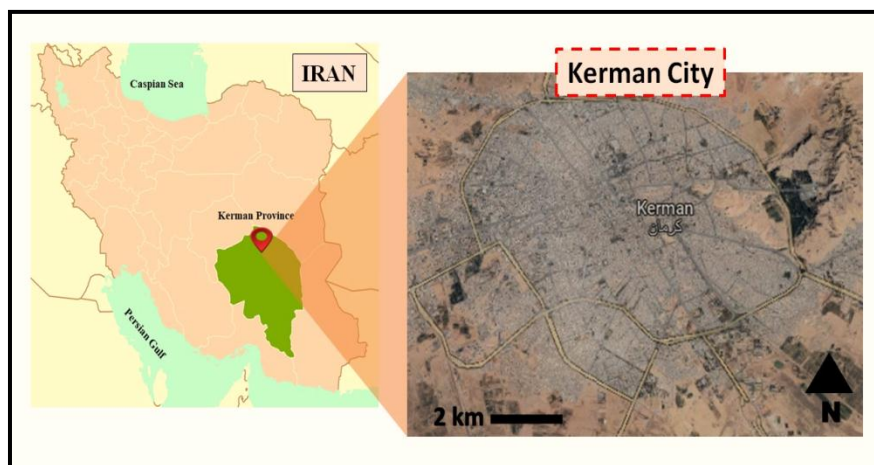 IRAN
Caspian Sea
Kerman Province
Persian Gulf
Kerman City
Kerman
کرمان
2 km
N